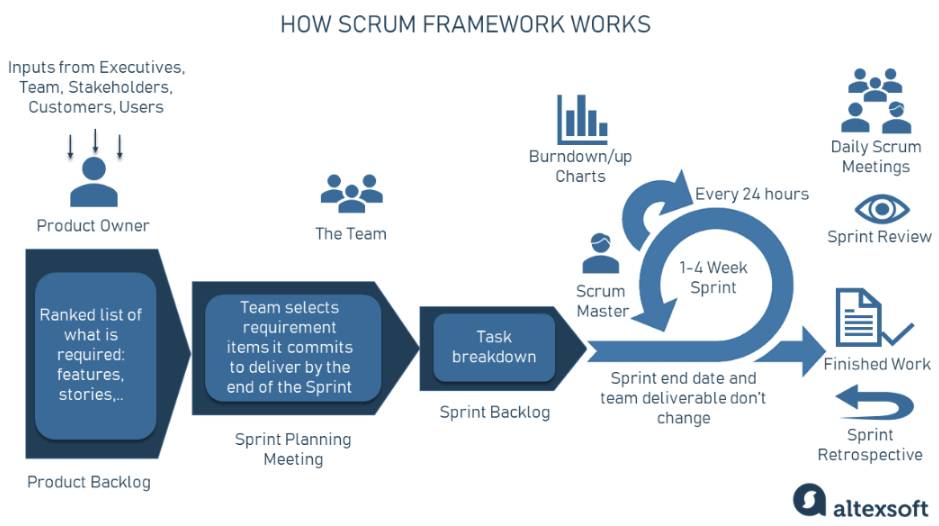 HOW SCRUM FRAMEWORK WORKS
Inputs from Executives,
Team, Stakeholders,
Customers, Users
Product Owner
Ranked list of
what is
required:
features,
stories,..
Product Backlog
The Team
Team selects
requirement
items it commits
to deliver by the
end of the Sprint
Sprint Planning
Meeting
Task
breakdown
Sprint Backlog
Burndown/up
Charts
Scrum
Master
Every 24 hours
1-4 Week
Sprint
Sprint end date and
team deliverable don't
change
Daily Scrum
Meetings
Sprint Review
Finished Work
Sprint
Retrospective
altexsoft